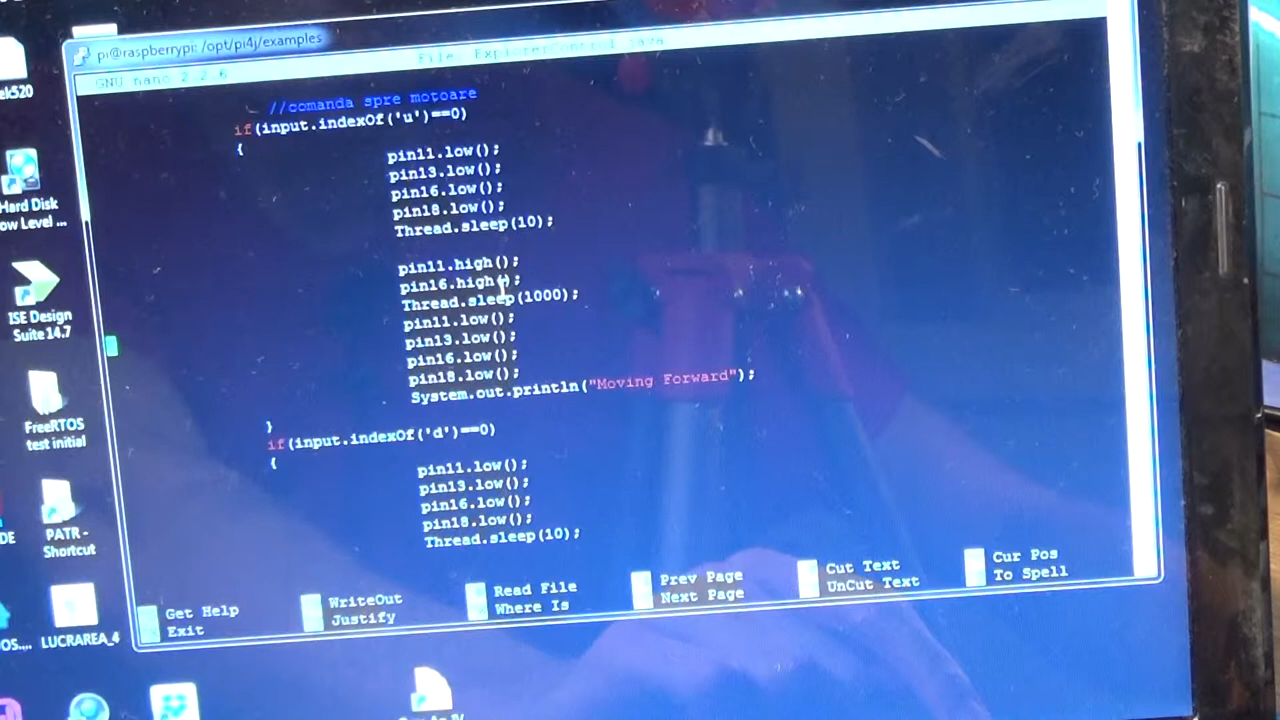 pi@raspberrypi: /opt/pi4j/examples
GNU nano 2.2.6
File: ExplorerControl.java
//comanda spre motoare
if(input.indexOf('u')==0)
{
pin11.low();
pin13.low();
pin16.low();
pin18.low();
Thread.sleep(10);
pin11.high();
pin16.high();
Thread.sleep(1000);
pin11.low();
pin13.low();
pin16.low();
pin18.low();
System.out.println("Moving Forward");
}
if(input.indexOf('d')==0)
{
pin11.low();
pin13.low();
pin16.low();
pin18.low();
Thread.sleep(10);
Get Help
WriteOut
Read File
Prev Page
Cut Text
Cur Pos
Exit
Justify
Where Is
Next Page
UnCut Text
To Spell
Hard Disk
ow Level ...
ISE Design
Suite 14.7
FreeRTOS
test initial
PATR -
Shortcut
DE
OS....
LUCRAREA_4